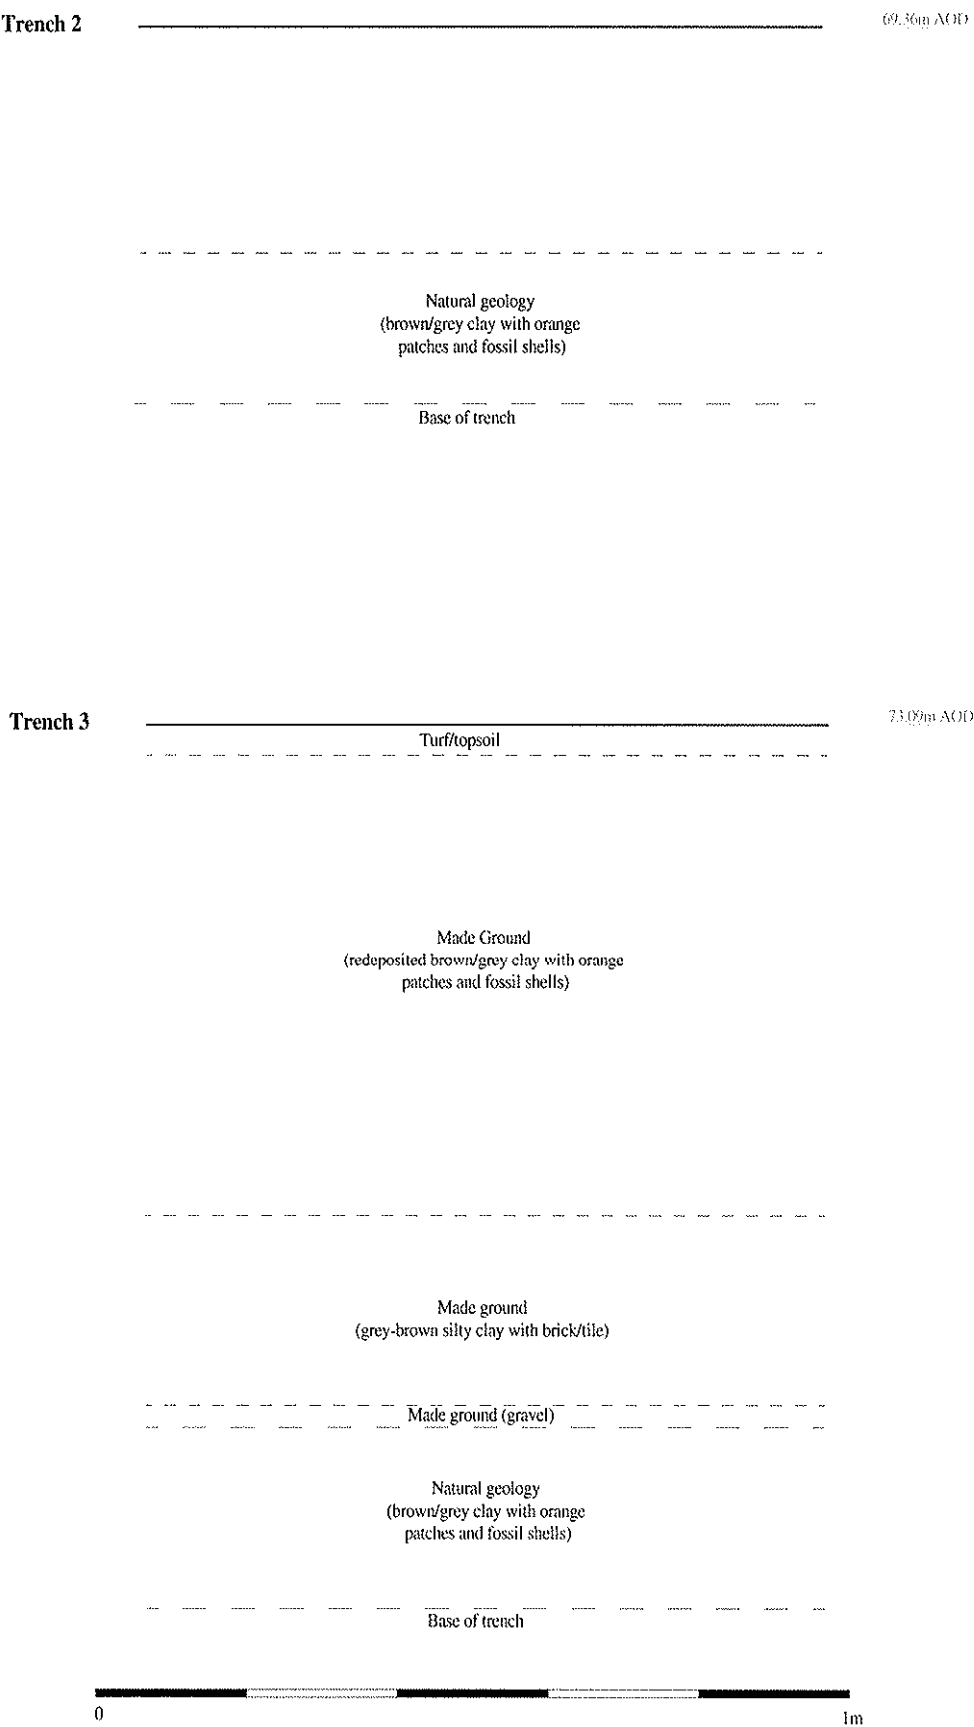 Trench 2
69.36m AOD
Natural geology
(brown/grey clay with orange
patches and fossil shells)
Base of trench
Trench 3
73.09m AOD
Turf/topsoil
Made Ground
(redeposited brown/grey clay with orange
patches and fossil shells)
Made ground
(grey-brown silty clay with brick/tile)
Made ground (gravel)
Natural geology
(brown/grey clay with orange
patches and fossil shells)
Base of trench
0
1m